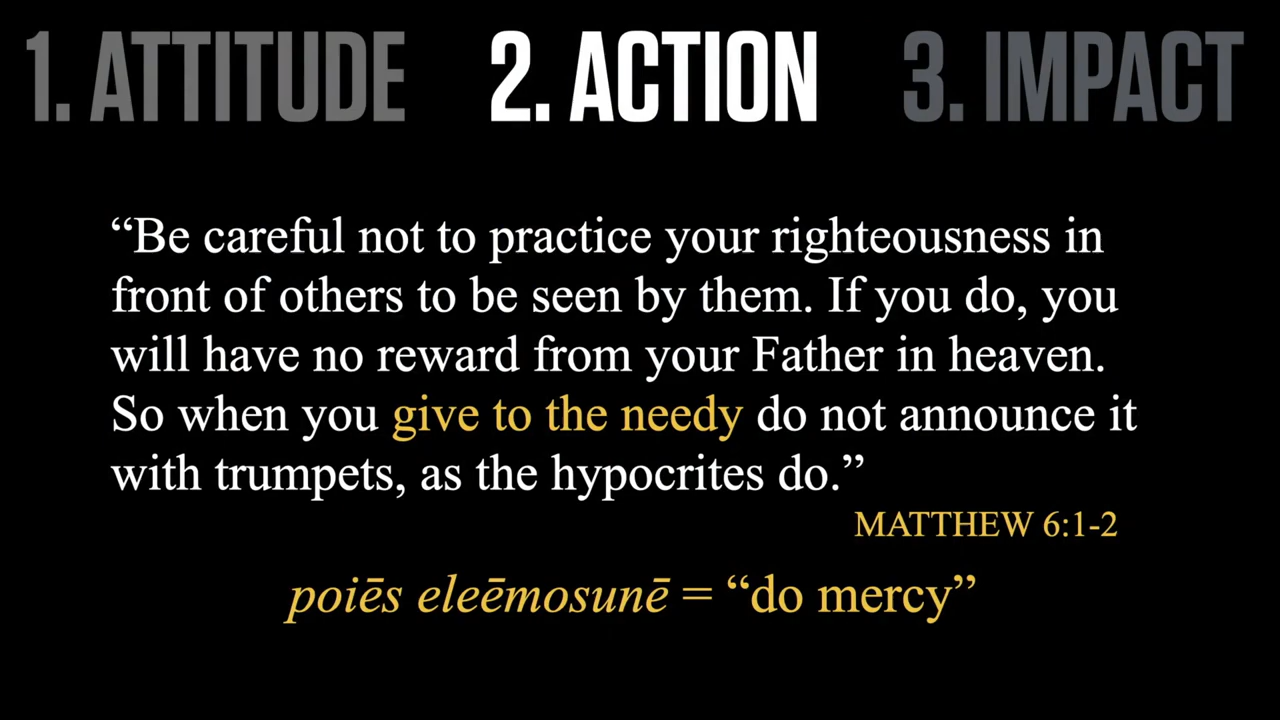 1. ATTITUDE 2. ACTION 3. IMPACT
“Be careful not to practice your righteousness in
front of others to be seen by them. If you do, you
will have no reward from your Father in heaven.
So when you give to the needy do not announce it
with trumpets, as the hypocrites do.”
MATTHEW 6:1-2
poiēs eleēmosunē = “do mercy”